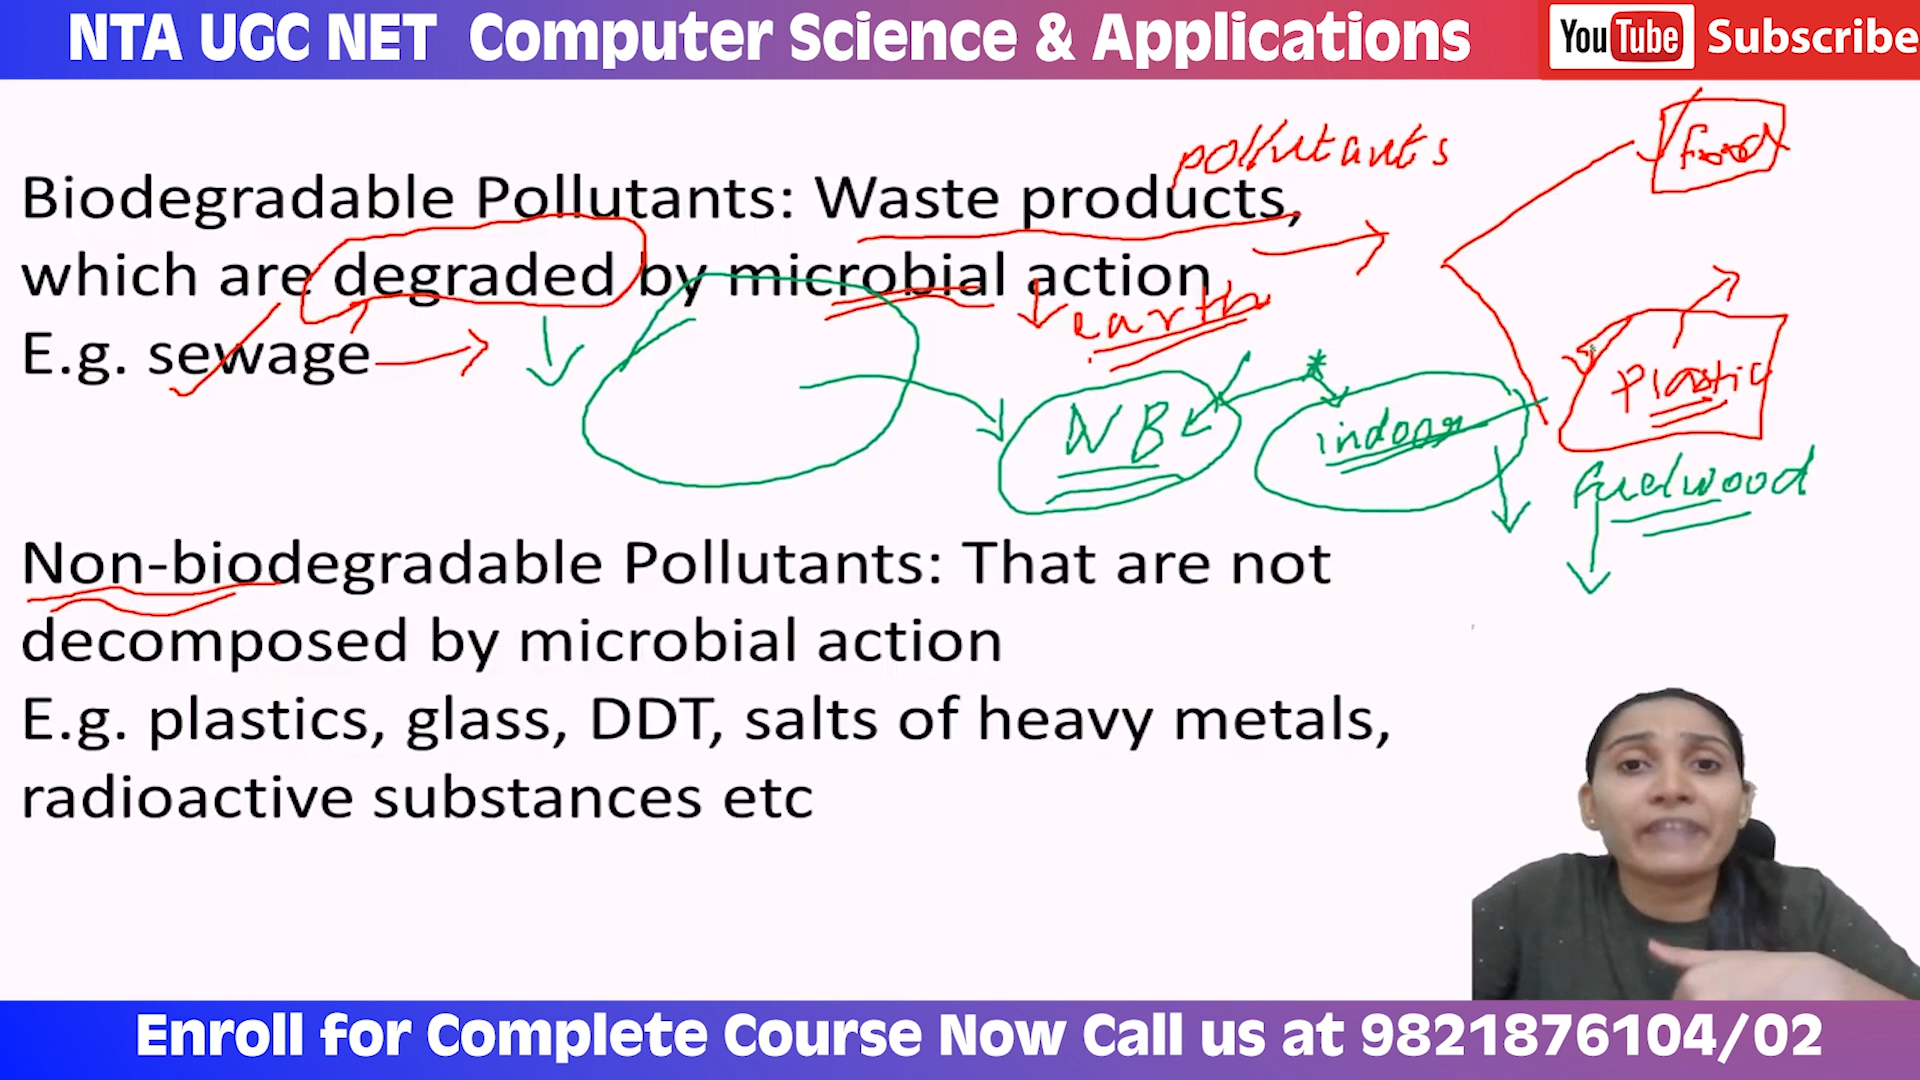 NTA UGC NET Computer Science & Applications
YouTube Subscribe
pollutants
food
Biodegradable Pollutants: Waste products,
which are degraded by microbial action
earth
E.g. sewage
plastic
NB
indoor
fuelwood
Non-biodegradable Pollutants: That are not
decomposed by microbial action
E.g. plastics, glass, DDT, salts of heavy metals,
radioactive substances etc
Enroll for Complete Course Now Call us at 9821876104/02